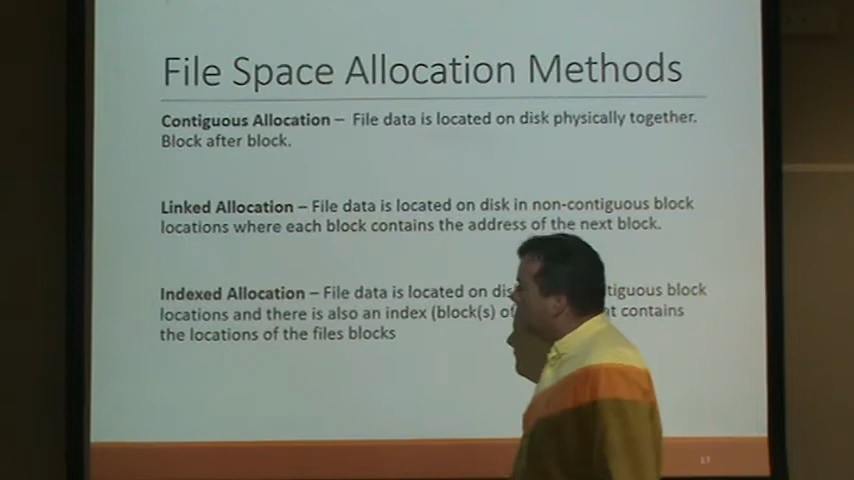 File Space Allocation Methods
Contiguous Allocation – File data is located on disk physically together.
Block after block.
Linked Allocation – File data is located on disk in non-contiguous block
locations where each block contains the address of the next block.
Indexed Allocation – File data is located on dis tiguous block
locations and there is also an index (block(s) of contains
the locations of the files blocks
17